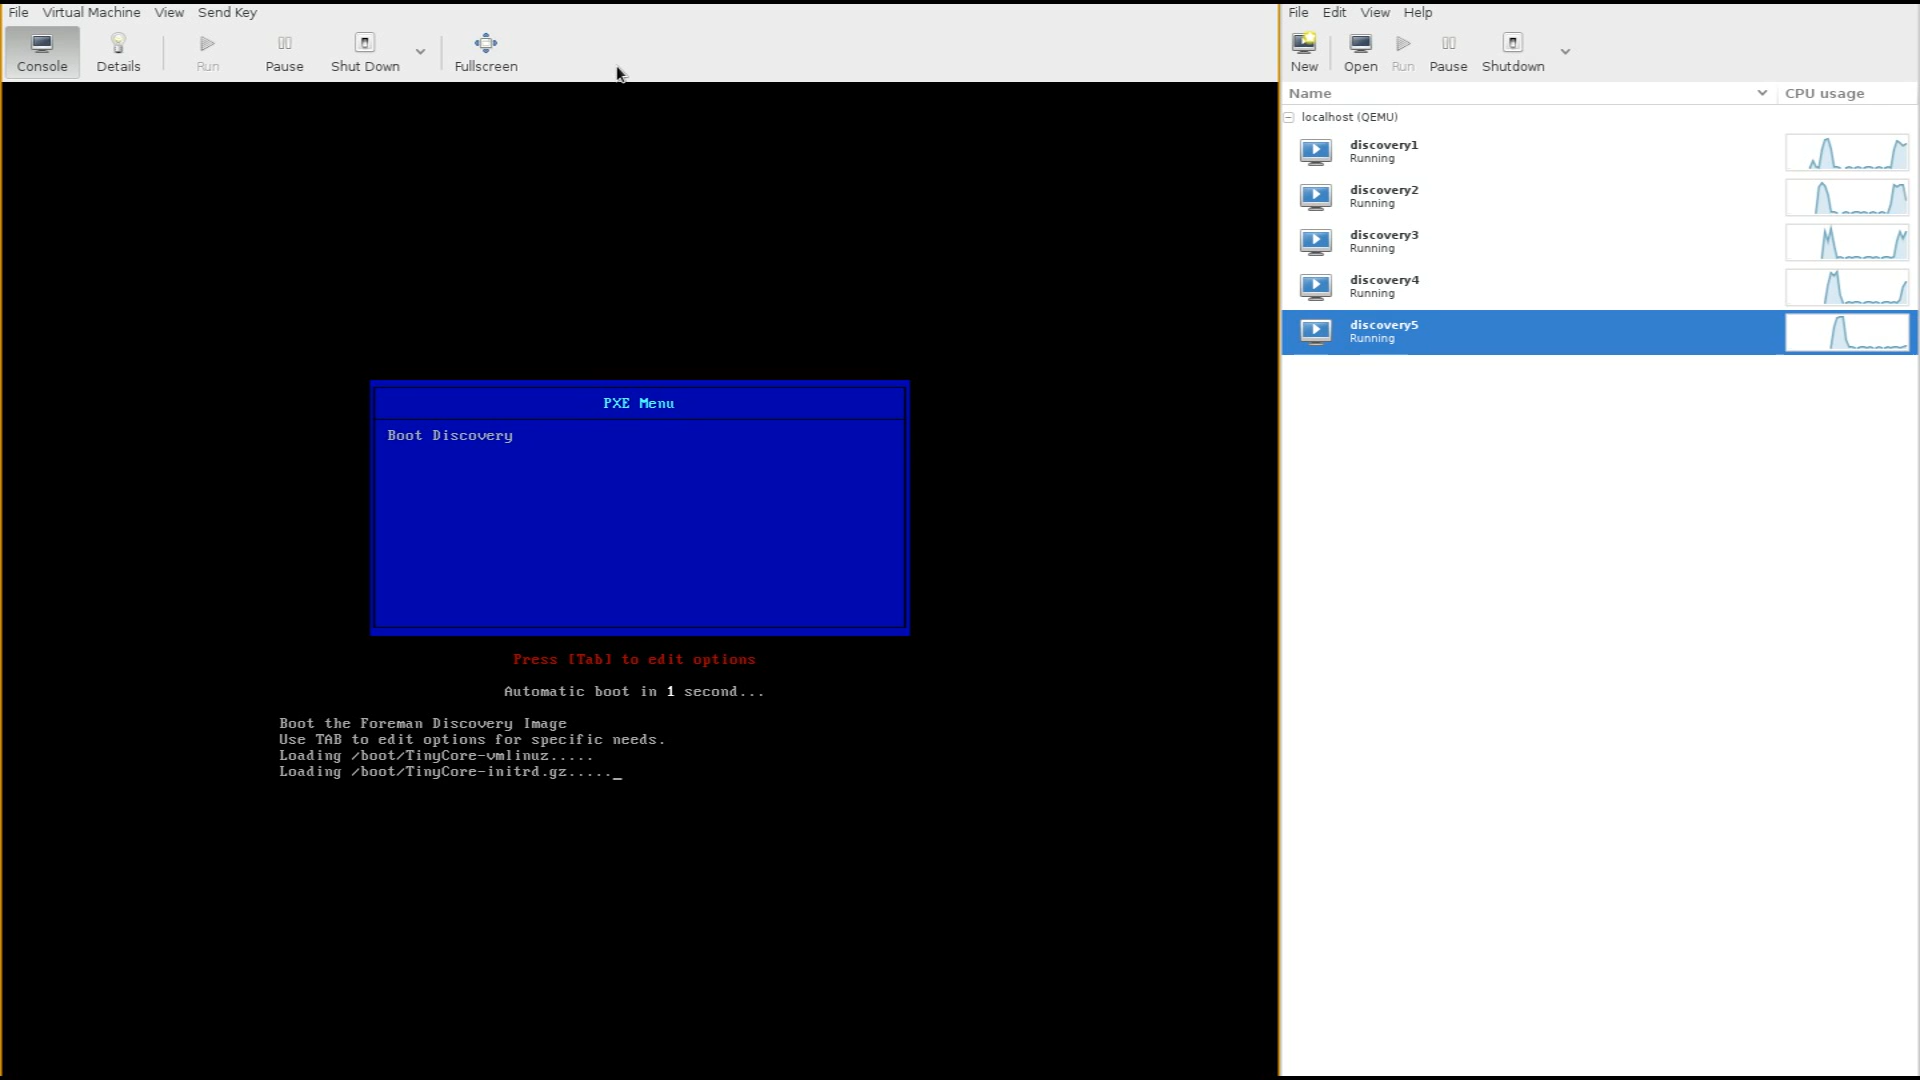 File Virtual Machine View Send Key
Console Details Run Pause Shut Down Fullscreen
PXE Menu
Boot Discovery
Press [Tab] to edit options
Automatic boot in 1 second...
Boot the Foreman Discovery Image
Use TAB to edit options for specific needs.
Loading /boot/TinyCore-vmlinuz.....
Loading /boot/TinyCore-initrd.gz....._
File Edit View Help
New Open Run Pause Shutdown
Name CPU usage
localhost (QEMU)
discovery1
Running
discovery2
Running
discovery3
Running
discovery4
Running
discovery5
Running